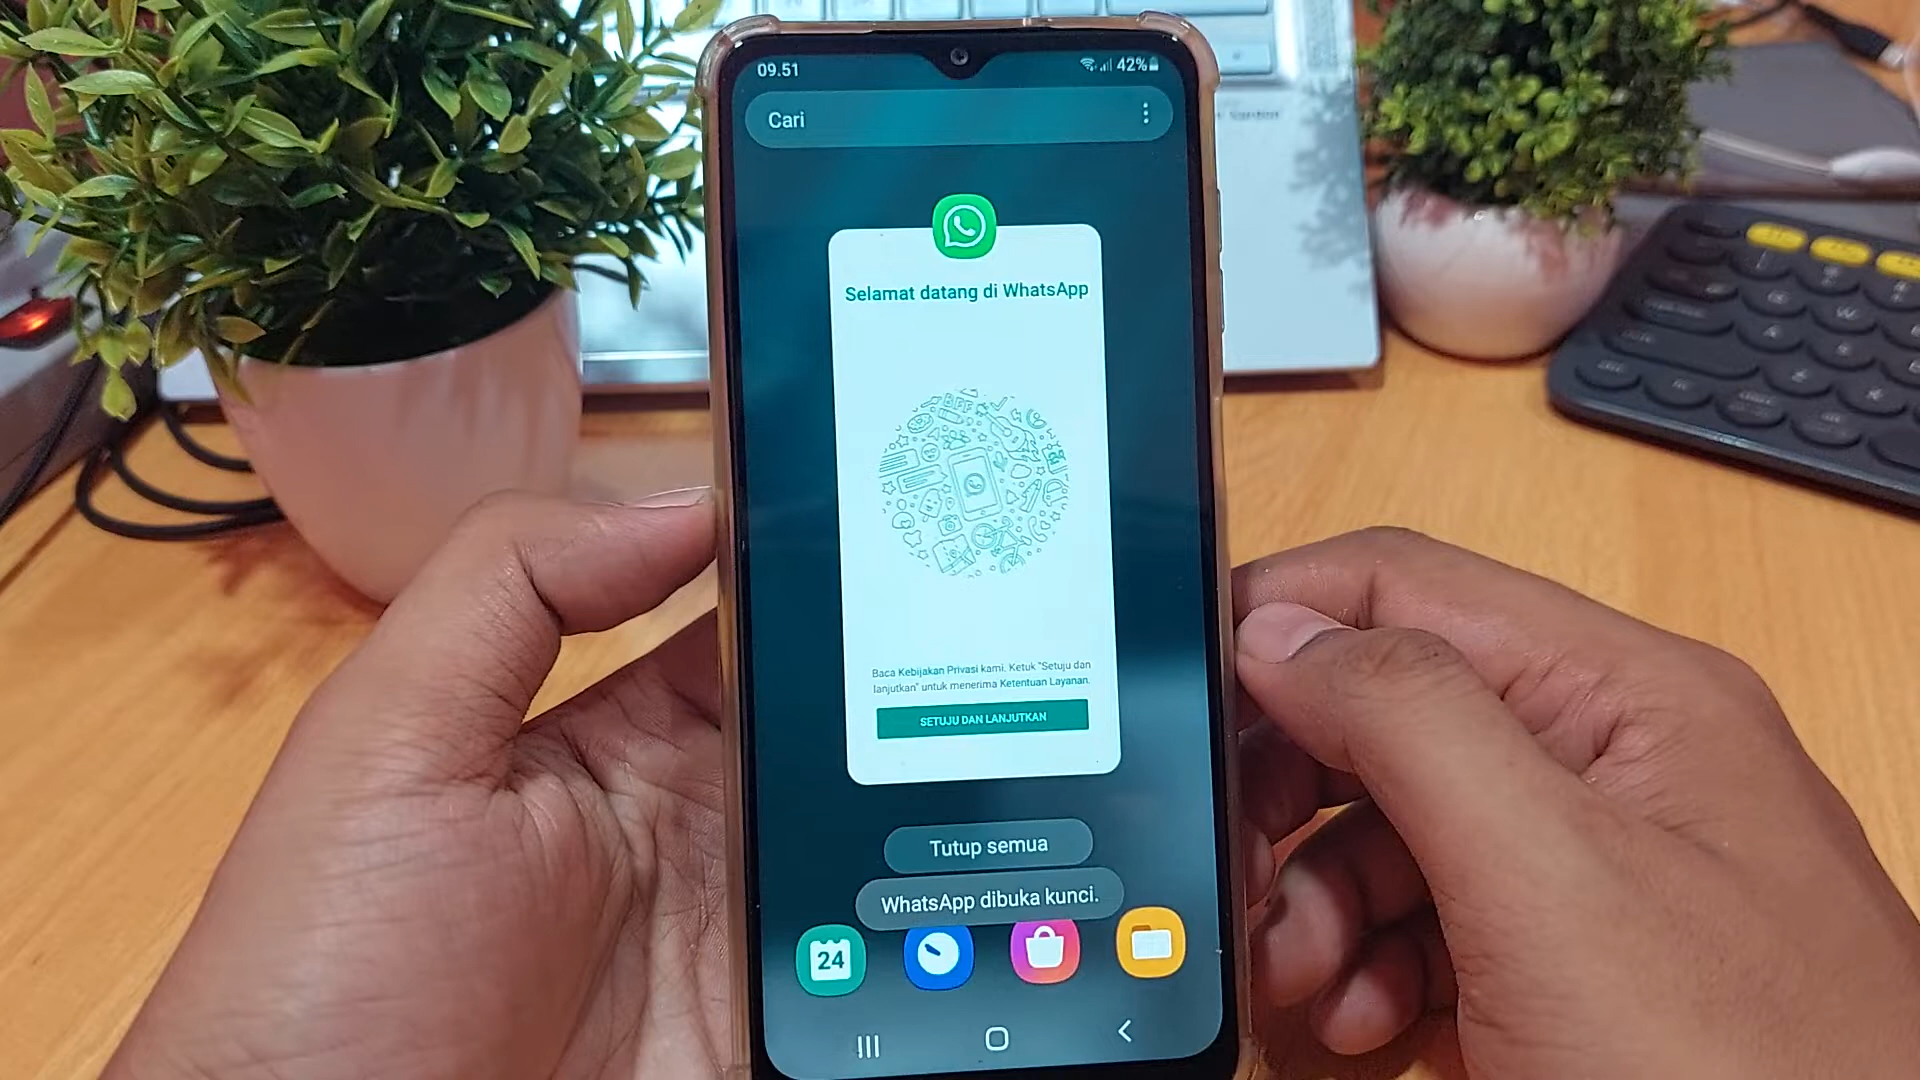 09.51
42%
Cari
Selamat datang di WhatsApp
BFF
Baca Kebijakan Privasi kami. Ketuk "Setuju dan
lanjutkan" untuk menerima Ketentuan Layanan.
SETUJU DAN LANJUTKAN
Tutup semua
WhatsApp dibuka kunci.
24